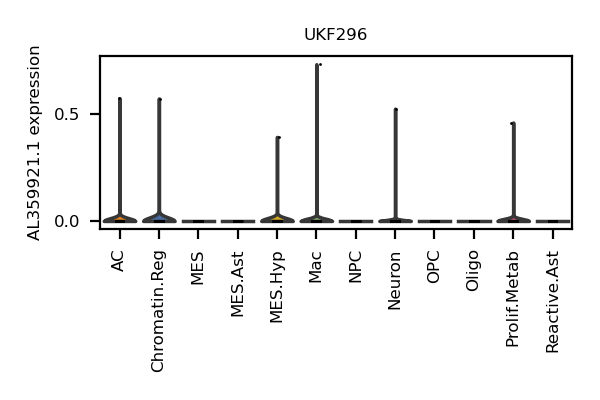 UKF296
AL359921.1 expression
0.5
0.0
AC
Chromatin.Reg
MES
MES.Ast
MES.Hyp
Mac
NPC
Neuron
OPC
Oligo
Prolif.Metab
Reactive.Ast